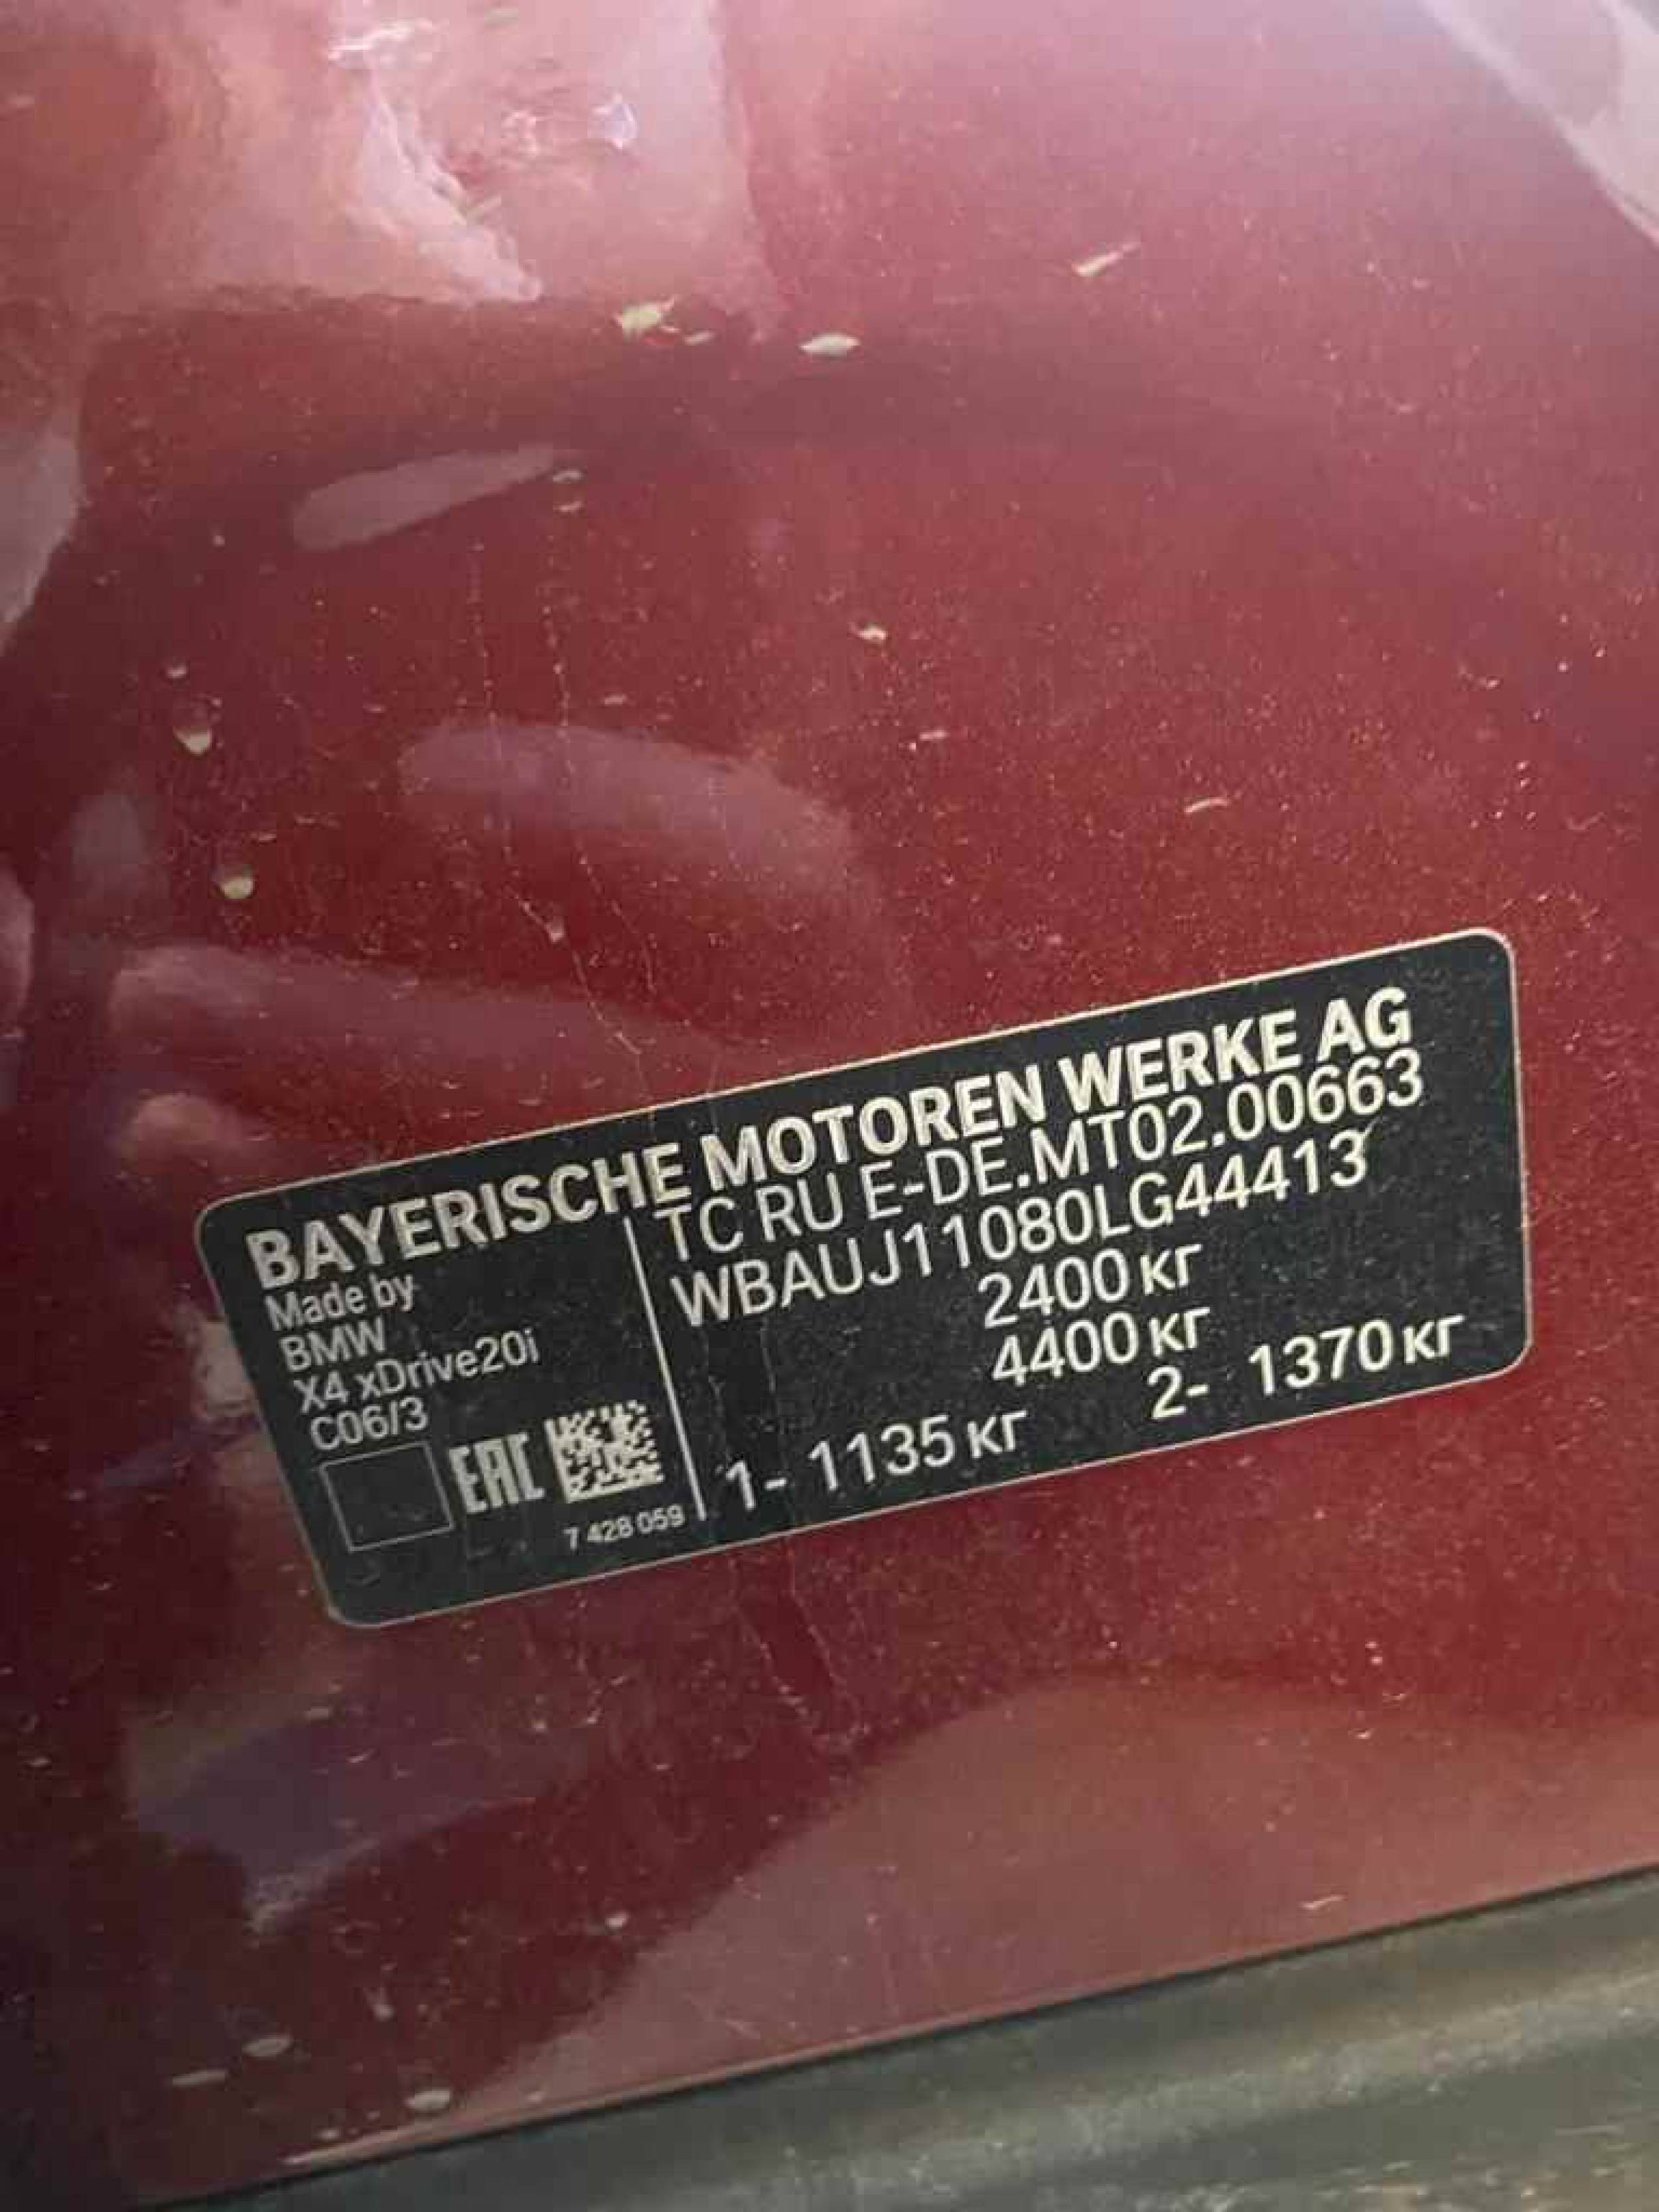 BAYERISCHE MOTOREN WERKE AG
Made by
BMW
X4 xDrive20i
C06/3
EAC
7 428 059
TC RU E-DE.MT02.00663
WBAUJ11080LG44413
2400 кг
4400 кг
1- 1135 кг 2- 1370 кг